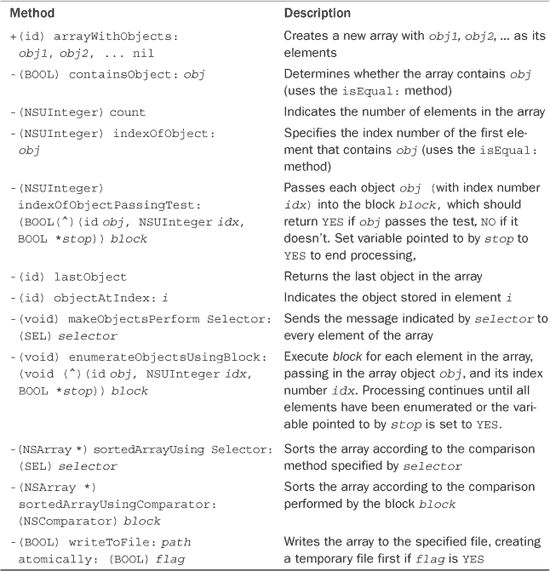 Method Description
+(id) arrayWithObjects: Creates a new array with obj1, obj2, ... as its
obj1, obj2, ... nil elements
-(BOOL) containsObject: obj Determines whether the array contains obj
(uses the isEqual: method)
-(NSUInteger) count Indicates the number of elements in the array
-(NSUInteger) indexOfObject: Specifies the index number of the first ele-
obj ment that contains obj (uses the isEqual:
method)
-(NSUInteger) Passes each object obj (with index number
indexOfObjectPassingTest: idx) into the block block, which should
(BOOL(^)(id obj, NSUInteger idx, return YES if obj passes the test, NO if it
BOOL *stop)) block doesn't. Set variable pointed to by stop to
YES to end processing,
-(id) lastObject Returns the last object in the array
-(id) objectAtIndex: i Indicates the object stored in element i
-(void) makeObjectsPerform Selector: Sends the message indicated by selector to
(SEL) selector every element of the array
-(void) enumerateObjectsUsingBlock: Execute block for each element in the array,
(void (^)(id obj, NSUInteger idx, passing in the array object obj, and its index
BOOL *stop)) block number idx. Processing continues until all
elements have been enumerated or the vari-
able pointed to by stop is set to YES.
-(NSArray *) sortedArrayUsing Selector: Sorts the array according to the comparison
(SEL) selector method specified by selector
-(NSArray *) Sorts the array according to the comparison
sortedArrayUsingComparator: performed by the block block
(NSComparator) block
-(BOOL) writeToFile: path Writes the array to the specified file, creating
atomically: (BOOL) flag a temporary file first if flag is YES